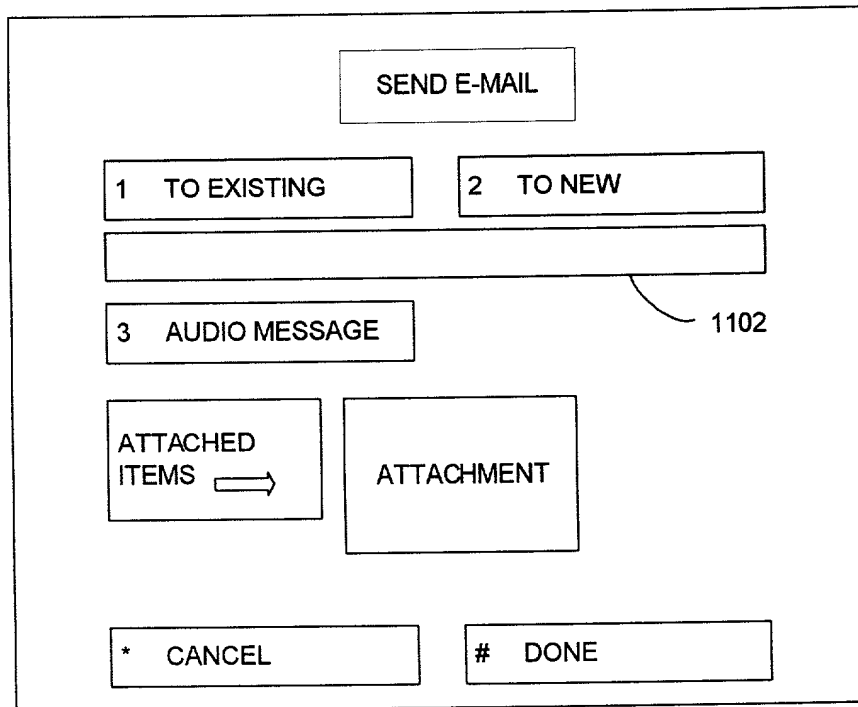 SEND E-MAIL
1 TO EXISTING
2 TO NEW
1102
3 AUDIO MESSAGE
ATTACHED
ITEMS
ATTACHMENT
* CANCEL
# DONE